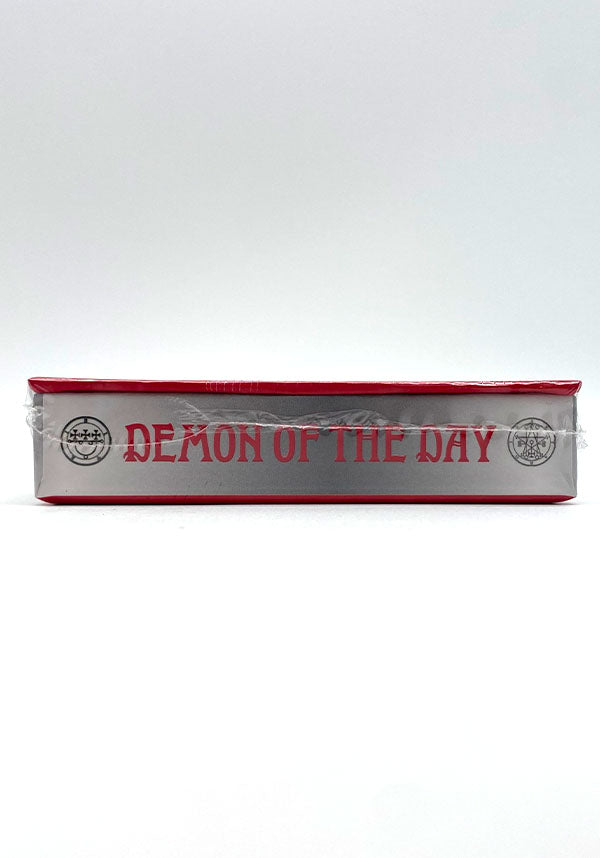 DEMON OF THE DAY